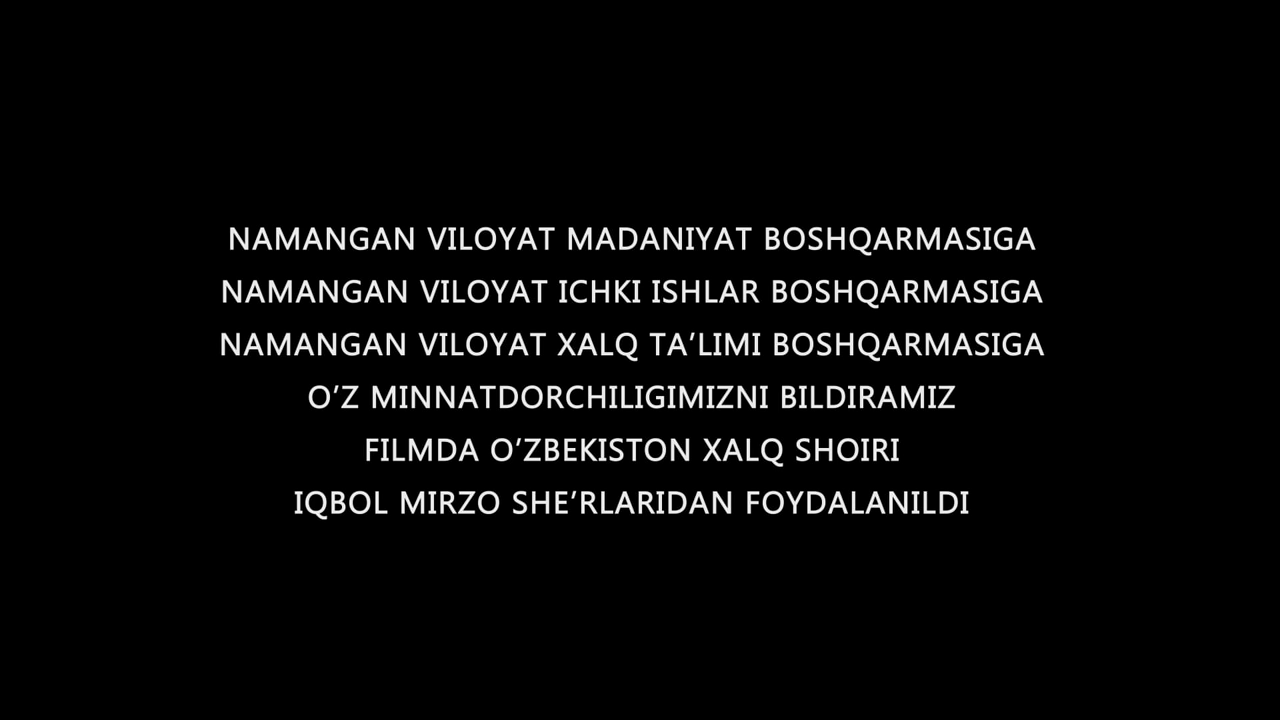 NAMANGAN VILOYAT MADANIYAT BOSHQARMASIGA
NAMANGAN VILOYAT ICHKI ISHLAR BOSHQARMASIGA
NAMANGAN VILOYAT XALQ TA’LIMI BOSHQARMASIGA
O’Z MINNATDORCHILIGIMIZNI BILDIRAMIZ
FILMDA O’ZBEKISTON XALQ SHOIRI
IQBOL MIRZO SHE’RLARIDAN FOYDALANILDI